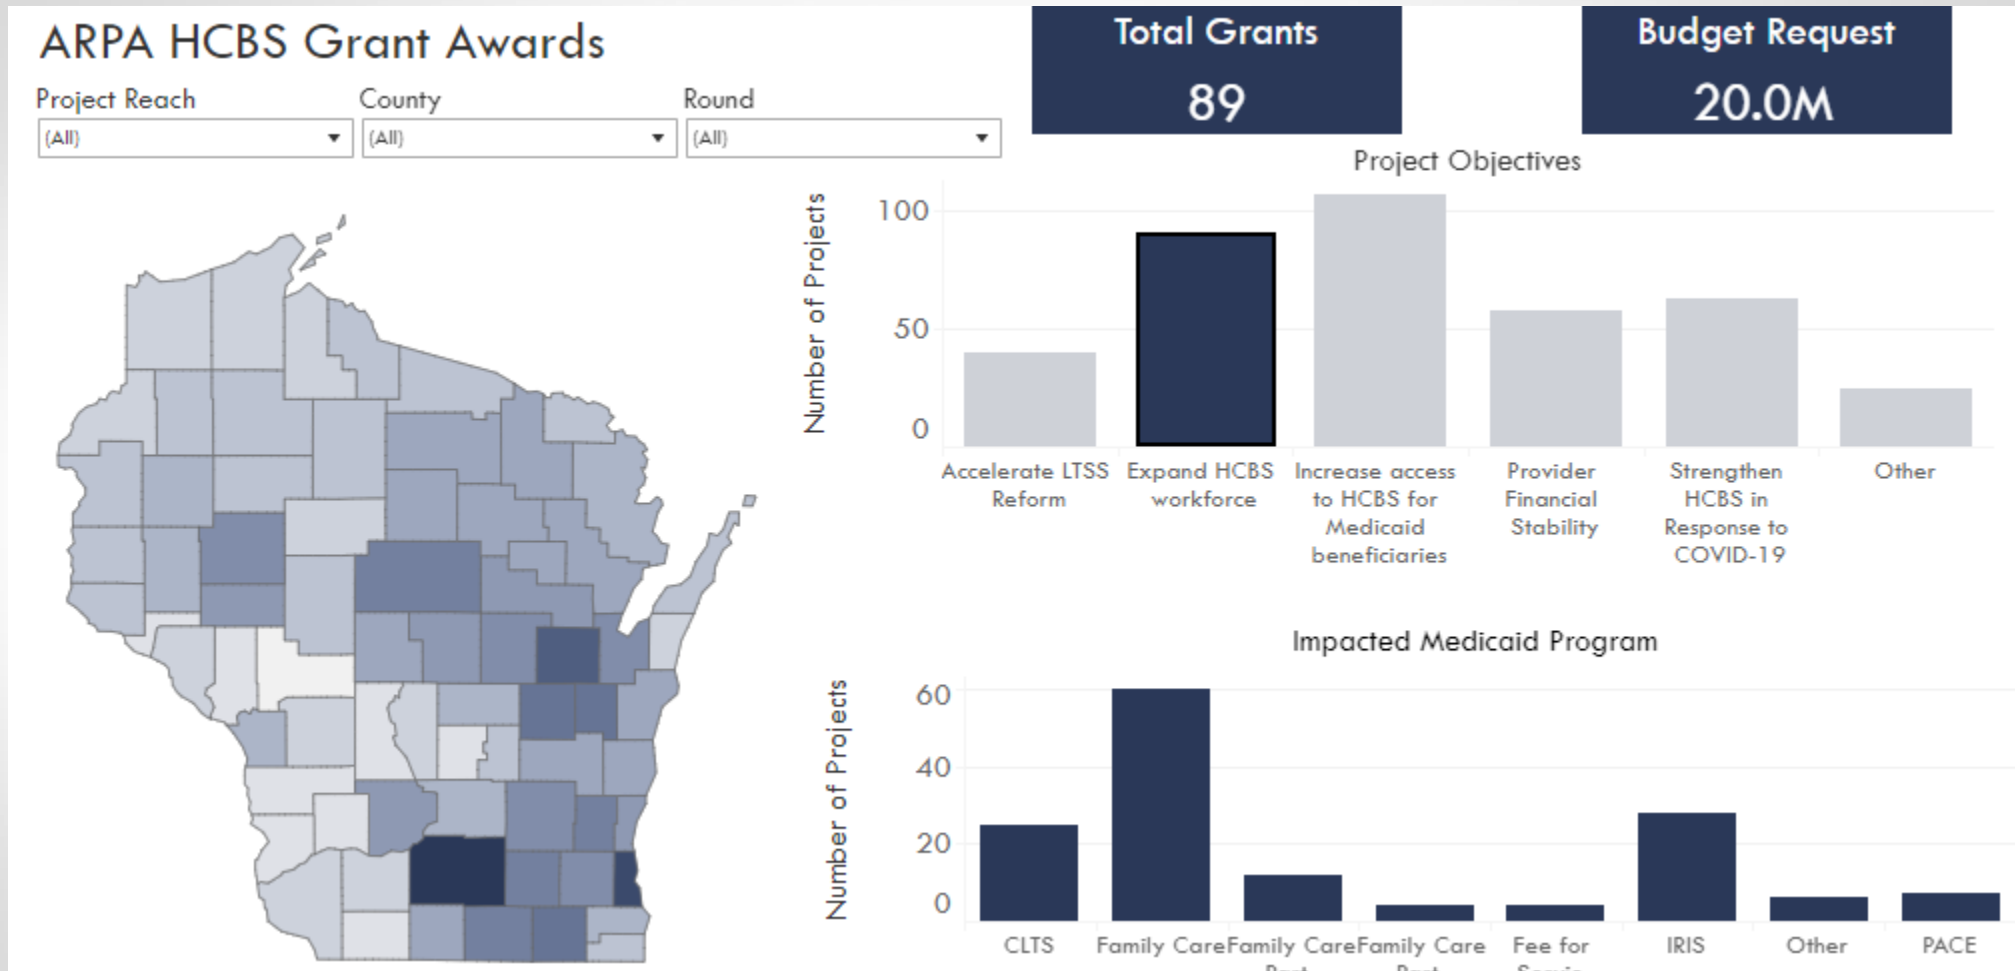 ARPA HCBS Grant Awards
Project Reach
(All)
County
(All)
Round
(All)
Total Grants
89
Budget Request
20.0M
Project Objectives
Number of Projects
100
50
0
Accelerate LTSS
Reform
Expand HCBS
workforce
Increase access
to HCBS for
Medicaid
beneficiaries
Provider
Financial
Stability
Strengthen
HCBS in
Response to
COVID-19
Other
Impacted Medicaid Program
Number of Projects
60
40
20
0
CLTS
Family Care
Family Care
Family Care
Fee for
IRIS
Other
PACE